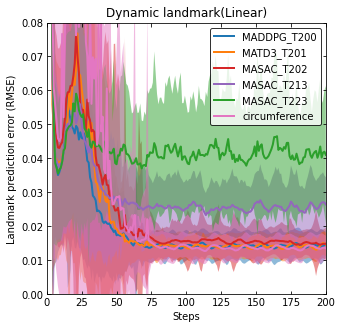 Dynamic landmark(Linear)
Landmark prediction error (RMSE)
0.08
0.07
0.06
0.05
0.04
0.03
0.02
0.01
0.00
MADDPG_T200
MATD3_T201
MASAC_T202
MASAC_T213
MASAC_T223
circumference
0 25 50 75 100 125 150 175 200
Steps